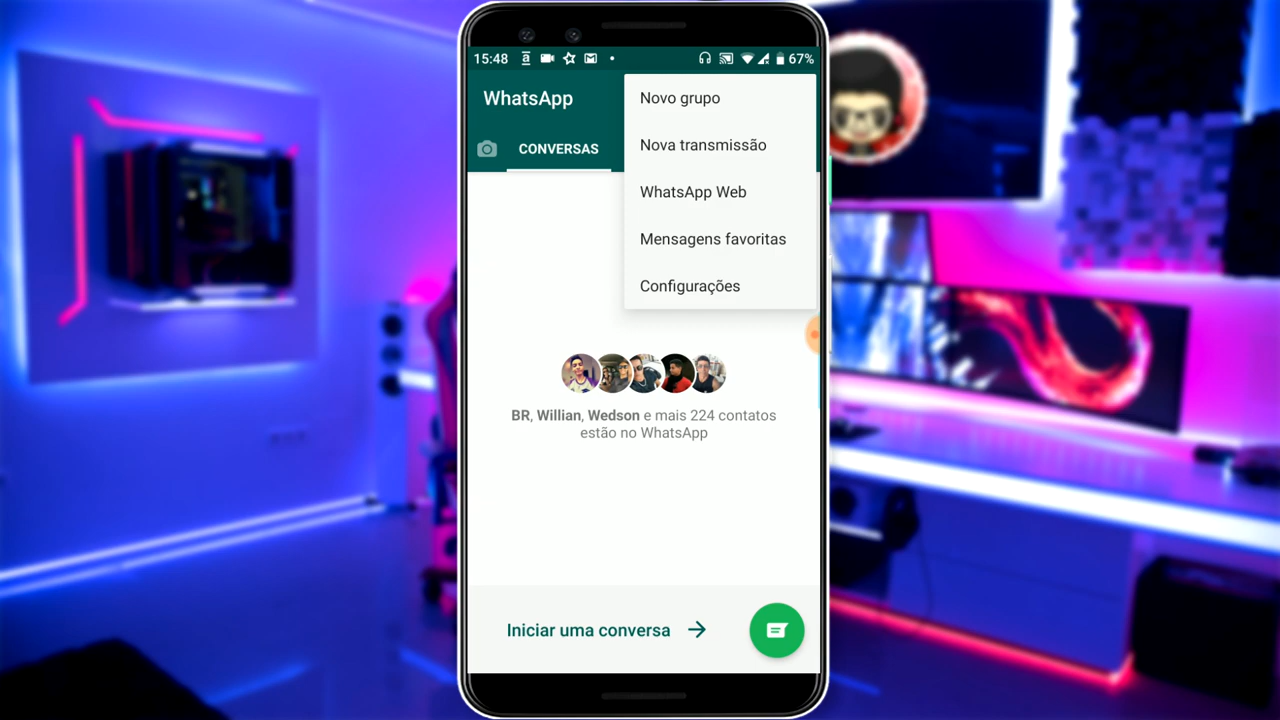 15:48
67%
WhatsApp
CONVERSAS
Novo grupo
Nova transmissão
WhatsApp Web
Mensagens favoritas
Configurações
BR, Willian, Wedson e mais 224 contatos
estão no WhatsApp
Iniciar uma conversa